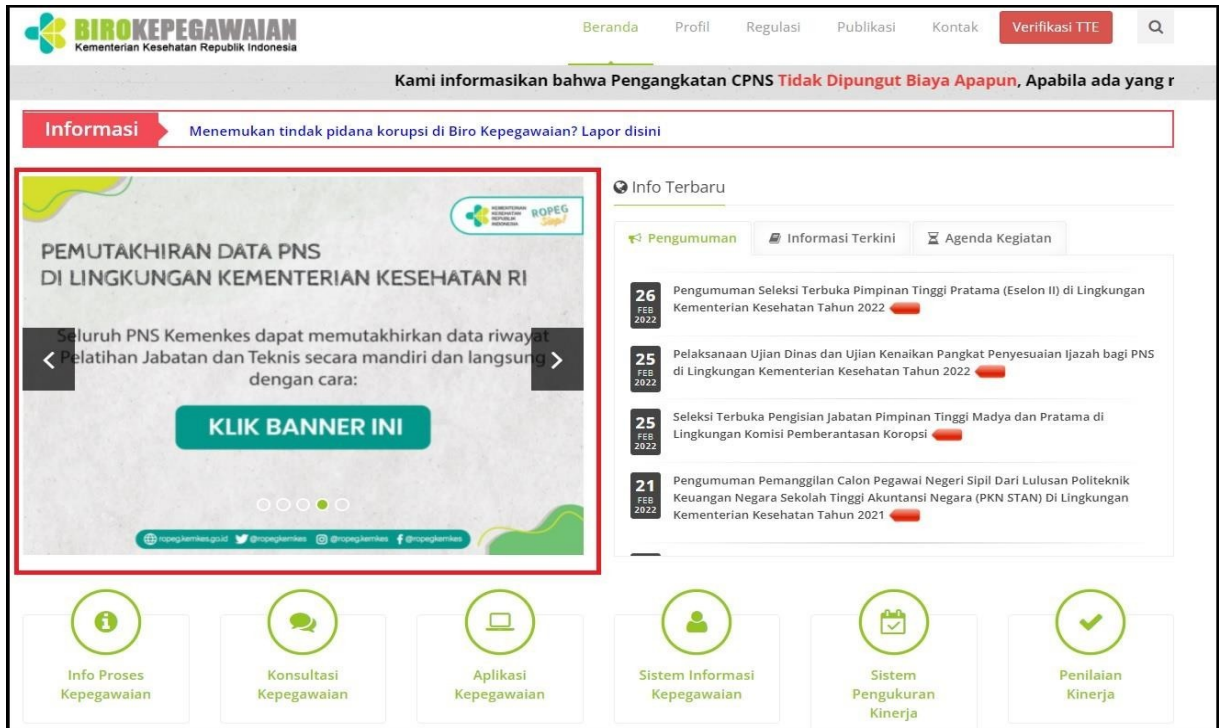 BIROKEPEGAWAIAN
Kementerian Kesehatan Republik Indonesia
Beranda Profil Regulasi Publikasi Kontak Verifikasi TTE
Kami informasikan bahwa Pengangkatan CPNS Tidak Dipungut Biaya Apapun, Apabila ada yang r
Informasi Menemukan tindak pidana korupsi di Biro Kepegawaian? Lapor disini
KEMENTERIAN
KESEHATAN
REPUBLIK
INDONESIA
ROPEG
PEMUTAKHIRAN DATA PNS
DI LINGKUNGAN KEMENTERIAN KESEHATAN RI
Seluruh PNS Kemenkes dapat memutakhirkan data riwayat
Pelatihan Jabatan dan Teknis secara mandiri dan langsung
dengan cara:
KLIK BANNER INI
ropeg.kemkes.go.id @ropegkemkes @ropegkemkes @ropegkemkes
Info Terbaru
Pengumuman Informasi Terkini Agenda Kegiatan
26 FEB 2022
Pengumuman Seleksi Terbuka Pimpinan Tinggi Pratama (Eselon II) di Lingkungan
Kementerian Kesehatan Tahun 2022
25 FEB 2022
Pelaksanaan Ujian Dinas dan Ujian Kenaikan Pangkat Penyesuaian Ijazah bagi PNS
di Lingkungan Kementerian Kesehatan Tahun 2022
25 FEB 2022
Seleksi Terbuka Pengisian Jabatan Pimpinan Tinggi Madya dan Pratama di
Lingkungan Komisi Pemberantasan Koropsi
21 FEB 2022
Pengumuman Pemanggilan Calon Pegawai Negeri Sipil Dari Lulusan Politeknik
Keuangan Negara Sekolah Tinggi Akuntansi Negara (PKN STAN) Di Lingkungan
Kementerian Kesehatan Tahun 2021
Info Proses
Kepegawaian
Konsultasi
Kepegawaian
Aplikasi
Kepegawaian
Sistem Informasi
Kepegawaian
Sistem
Pengukuran
Kinerja
Penilaian
Kinerja